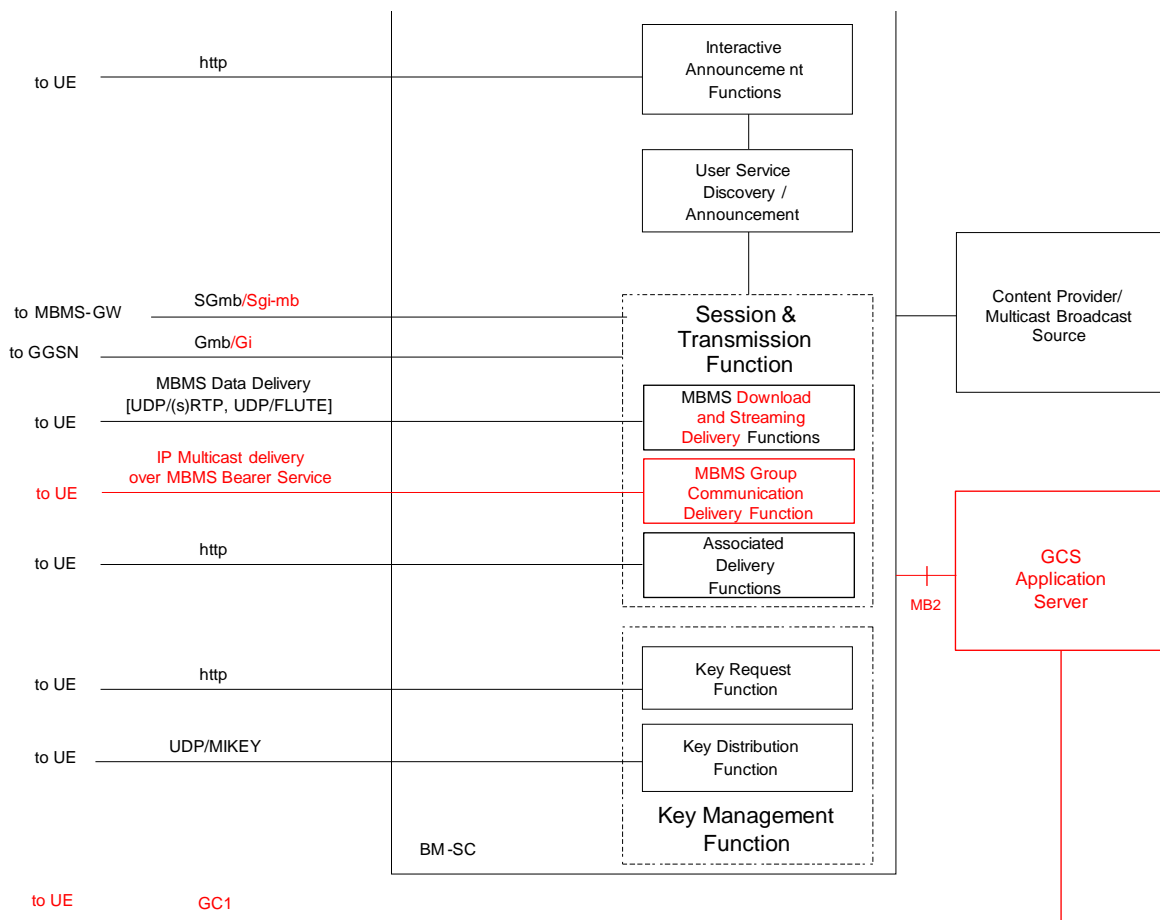 http
to UE
Interactive
Announcement
Functions
User Service
Discovery /
Announcement
to MBMS-GW
SGmb/Sgi-mb
to GGSN
Gmb/Gi
Session &
Transmission
Function
Content Provider/
Multicast Broadcast
Source
MBMS Data Delivery
[UDP/(s)RTP, UDP/FLUTE]
to UE
MBMS Download
and Streaming
Delivery Functions
IP Multicast delivery
over MBMS Bearer Service
to UE
MBMS Group
Communication
Delivery Function
http
to UE
Associated
Delivery
Functions
MB2
GCS
Application
Server
http
to UE
Key Request
Function
UDP/MIKEY
to UE
Key Distribution
Function
Key Management
Function
BM-SC
to UE
GC1